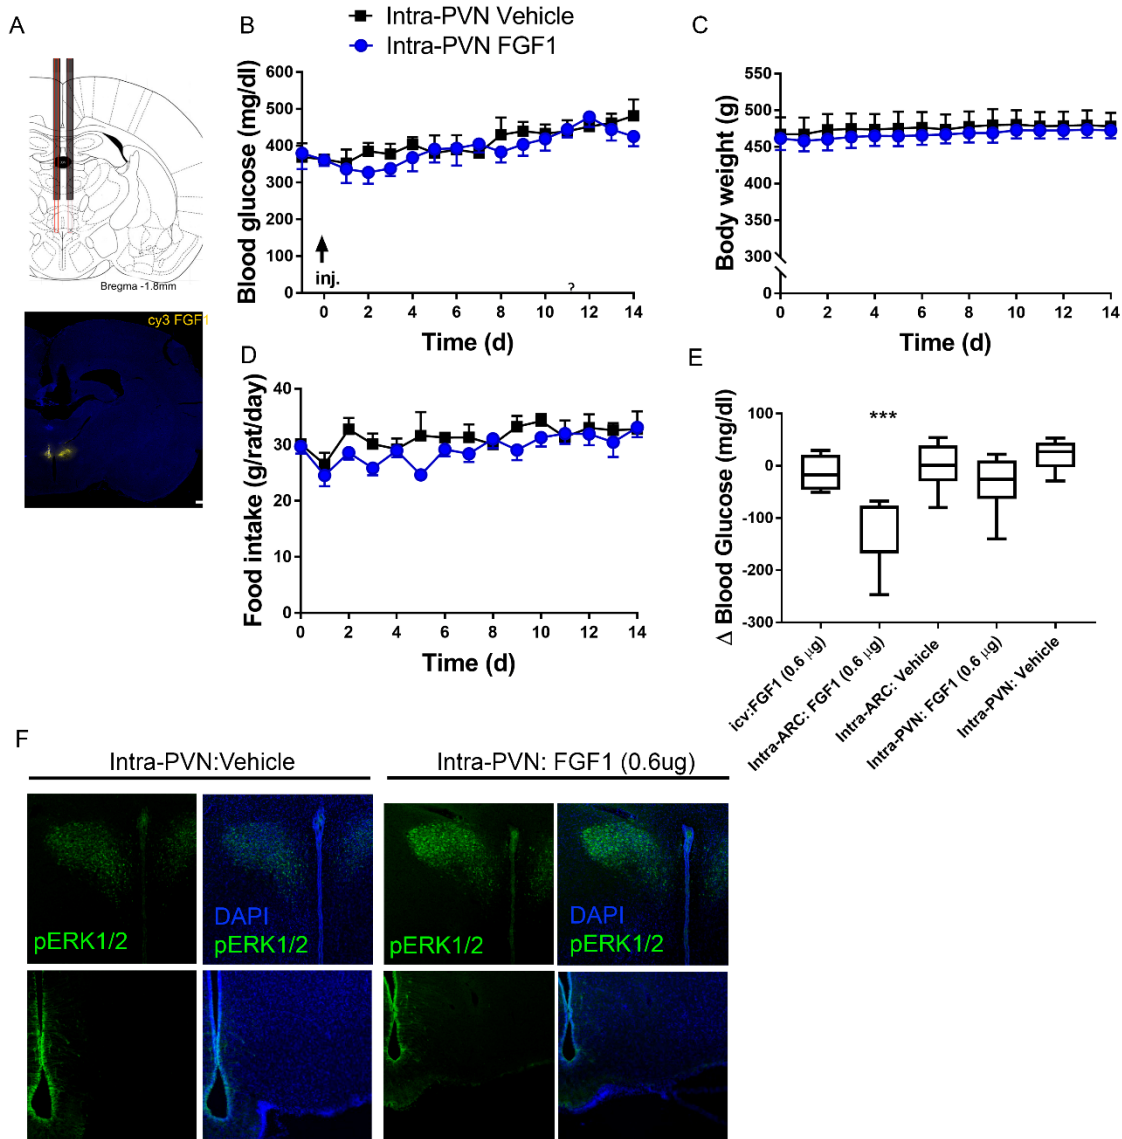 A
Bregma -1.8mm
cy3 FGF1
Intra-PVN Vehicle
Intra-PVN FGF1
B
Blood glucose (mg/dl)
600
500
400
300
200
100
0
inj.
?
0 2 4 6 8 10 12 14
Time (d)
C
Body weight (g)
550
500
450
400
350
300
0
0 2 4 6 8 10 12 14
Time (d)
D
Food intake (g/rat/day)
40
30
20
10
0
0 2 4 6 8 10 12 14
Time (d)
E
Δ Blood Glucose (mg/dl)
100
0
-100
-200
-300
***
icv:FGF1 (0.6 μg)
Intra-ARC: FGF1 (0.6 μg)
Intra-ARC: Vehicle
Intra-PVN: FGF1 (0.6 μg)
Intra-PVN: Vehicle
F
Intra-PVN:Vehicle
Intra-PVN: FGF1 (0.6ug)
pERK1/2
DAPI
pERK1/2
pERK1/2
DAPI
pERK1/2